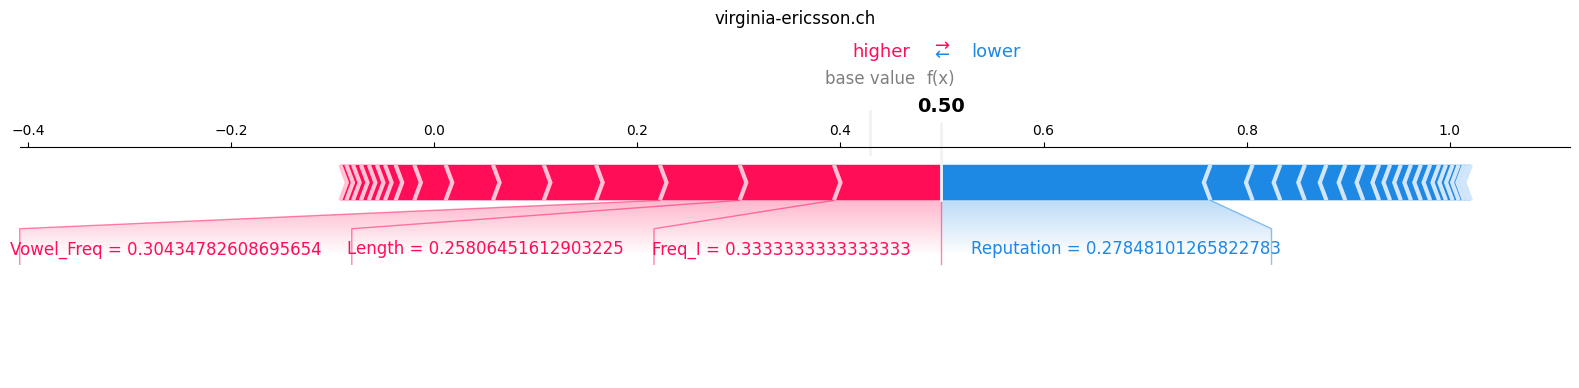 virginia-ericsson.ch
higher ⇄ lower
base value f(x)
0.50
−0.4 −0.2 0.0 0.2 0.4 0.6 0.8 1.0
Vowel_Freq = 0.30434782608695654 Length = 0.25806451612903225 Freq_I = 0.3333333333333333 Reputation = 0.27848101265822783